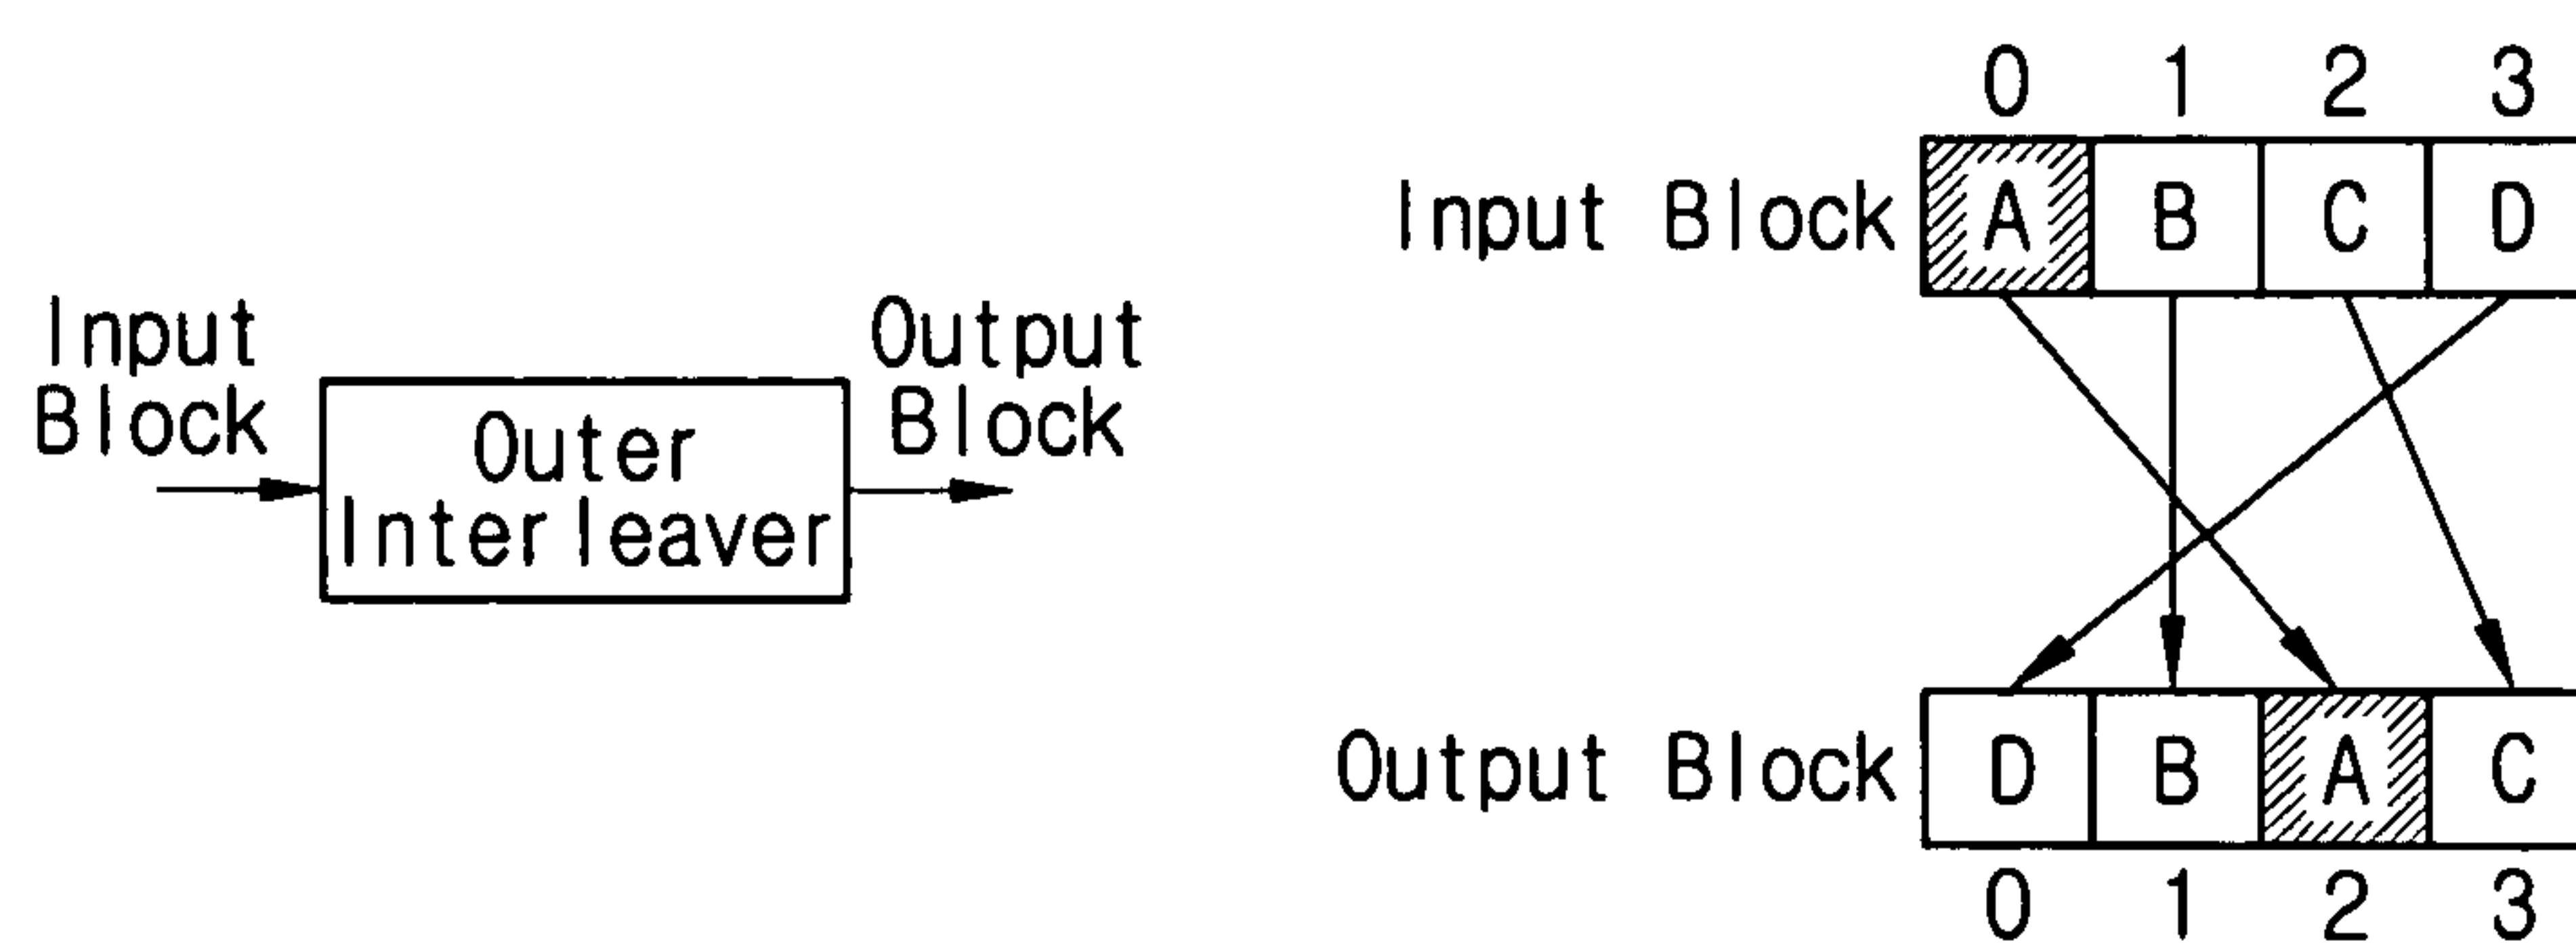 Input
Block
Outer
Interleaver
Output
Block
0 1 2 3
Input Block A B C D
Output Block D B A C
0 1 2 3